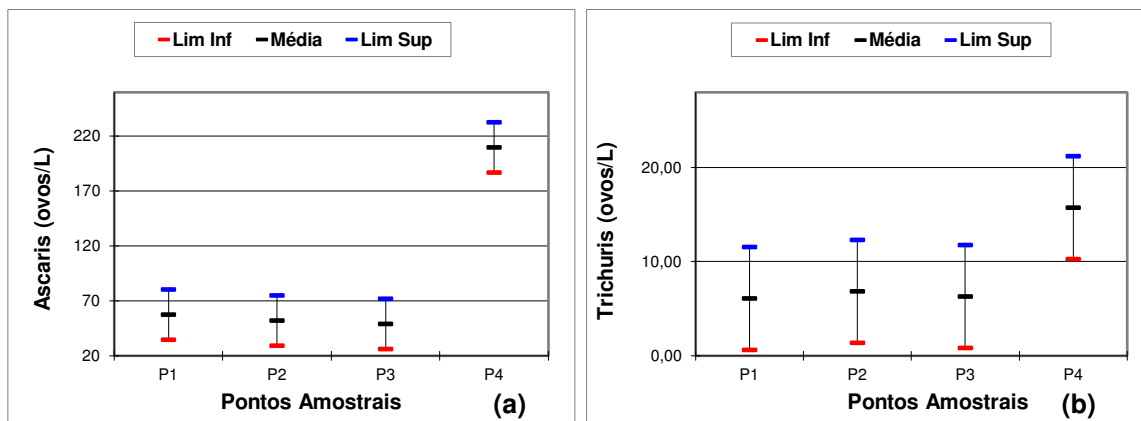 Lim Inf Média Lim Sup
Ascaris (ovos/L)
220
170
120
70
20
P1 P2 P3 P4
Pontos Amostrais (a)
Lim Inf Média Lim Sup
Trichuris (ovos/L)
20,00
10,00
0,00
P1 P2 P3 P4
Pontos Amostrais (b)